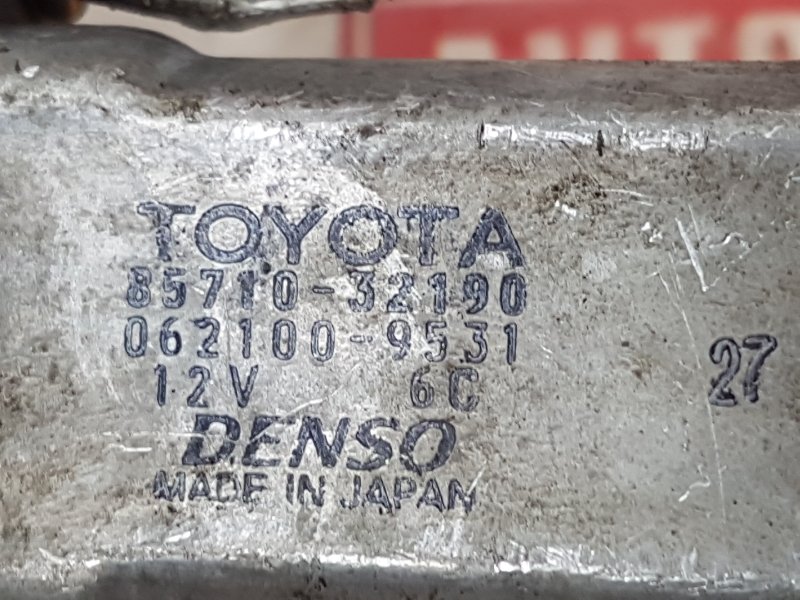 TOYOTA
85710-32190
062100-9531
12V 6C
27
DENSO
MADE IN JAPAN